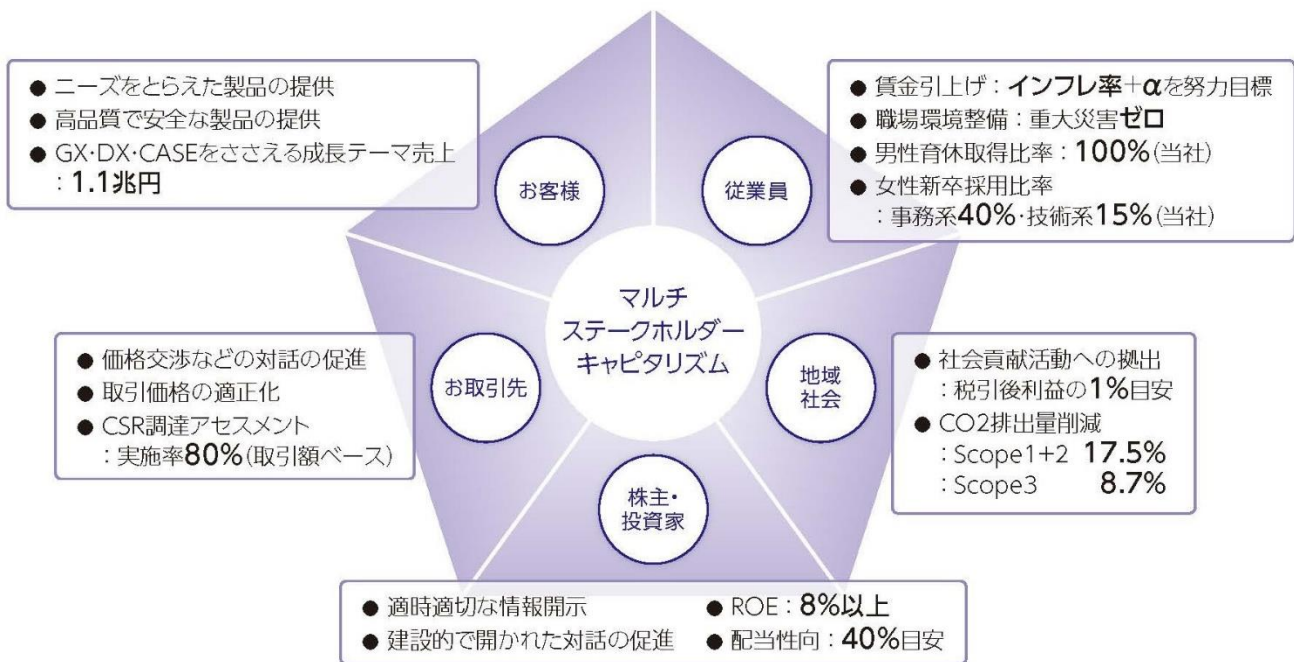 ● ニーズをとらえた製品の提供
● 高品質で安全な製品の提供
● GX・DX・CASEをささえる成長テーマ売上
：1.1兆円
お客様
● 賃金引上げ：インフレ率+αを努力目標
● 職場環境整備：重大災害ゼロ
● 男性育休取得比率：100%(当社)
● 女性新卒採用比率
：事務系40%・技術系15%(当社)
従業員
マルチ
ステークホルダー
キャピタリズム
● 価格交渉などの対話の促進
● 取引価格の適正化
● CSR調達アセスメント
：実施率80%(取引額ベース)
お取引先
● 社会貢献活動への拠出
：税引後利益の1%目安
● CO2排出量削減
：Scope1+2 17.5%
：Scope3 8.7%
地域
社会
株主・
投資家
● 適時適切な情報開示
● 建設的で開かれた対話の促進
● ROE：8%以上
● 配当性向：40%目安